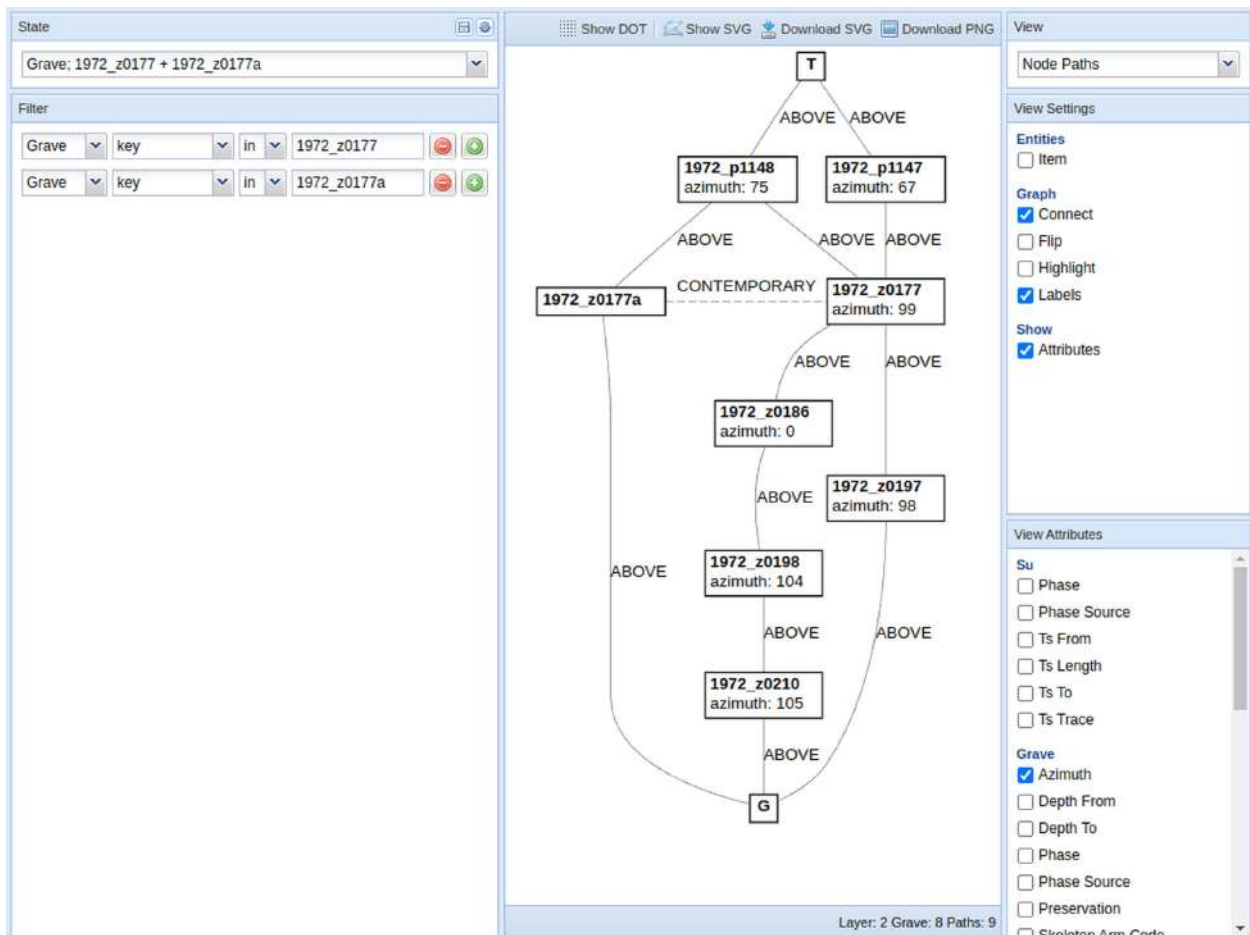 State
Grave; 1972_z0177 + 1972_z0177a
Filter
Grave key in 1972_z0177
Grave key in 1972_z0177a
Show DOT Show SVG Download SVG Download PNG
T
ABOVE ABOVE
1972_p1148
azimuth: 75
1972_p1147
azimuth: 67
ABOVE ABOVE ABOVE
CONTEMPORARY
1972_z0177a
1972_z0177
azimuth: 99
ABOVE ABOVE
1972_z0186
azimuth: 0
1972_z0197
azimuth: 98
ABOVE
1972_z0198
azimuth: 104
ABOVE
ABOVE ABOVE
1972_z0210
azimuth: 105
ABOVE
G
Layer: 2 Grave: 8 Paths: 9
View
Node Paths
View Settings
Entities
Item
Graph
Connect
Flip
Highlight
Labels
Show
Attributes
View Attributes
Su
Phase
Phase Source
Ts From
Ts Length
Ts To
Ts Trace
Grave
Azimuth
Depth From
Depth To
Phase
Phase Source
Preservation
Skeleton Arm Code